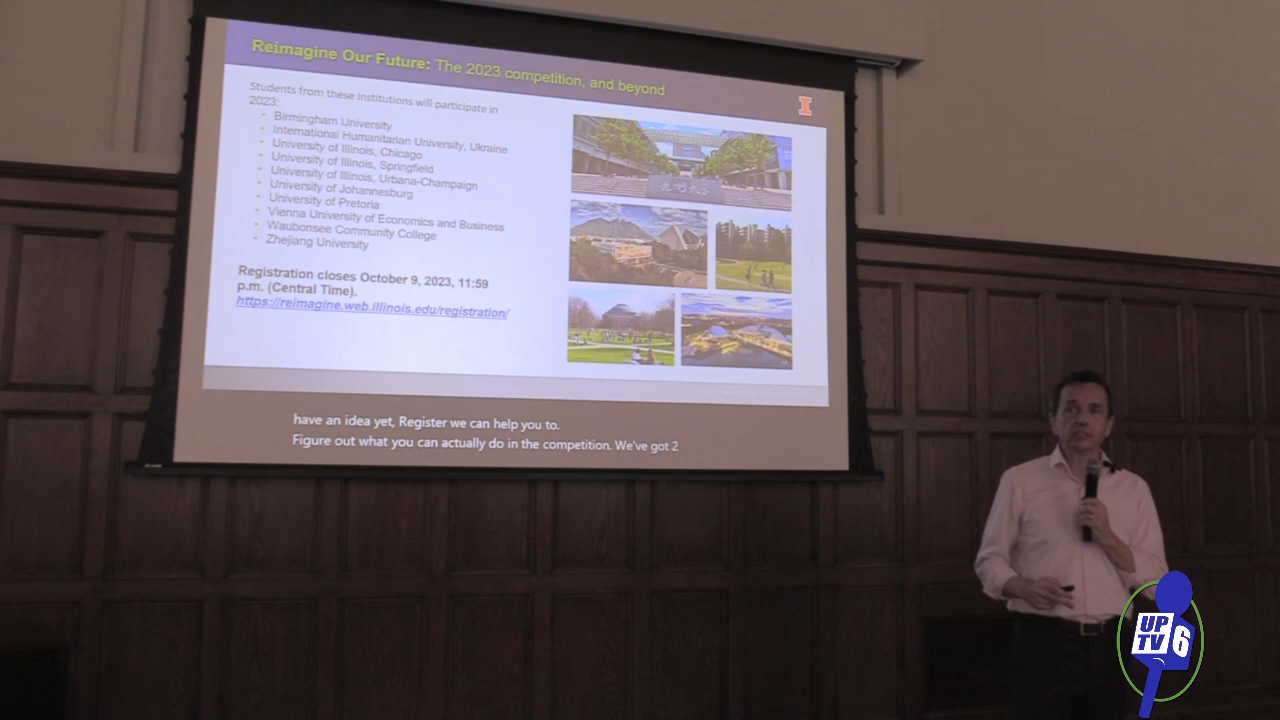 Reimagine Our Future: The 2023 competition, and beyond
I
Students from these institutions will participate in
2023:
Birmingham University
International Humanitarian University, Ukraine
University of Illinois, Chicago
University of Illinois, Springfield
University of Illinois, Urbana-Champaign
University of Johannesburg
University of Pretoria
Vienna University of Economics and Business
Waubonsee Community College
Zhejiang University
Registration closes October 9, 2023, 11:59
p.m. (Central Time).
https://reimagine.web.illinois.edu/registration/
have an idea yet, Register we can help you to.
Figure out what you can actually do in the competition. We've got 2
UP
TV 6